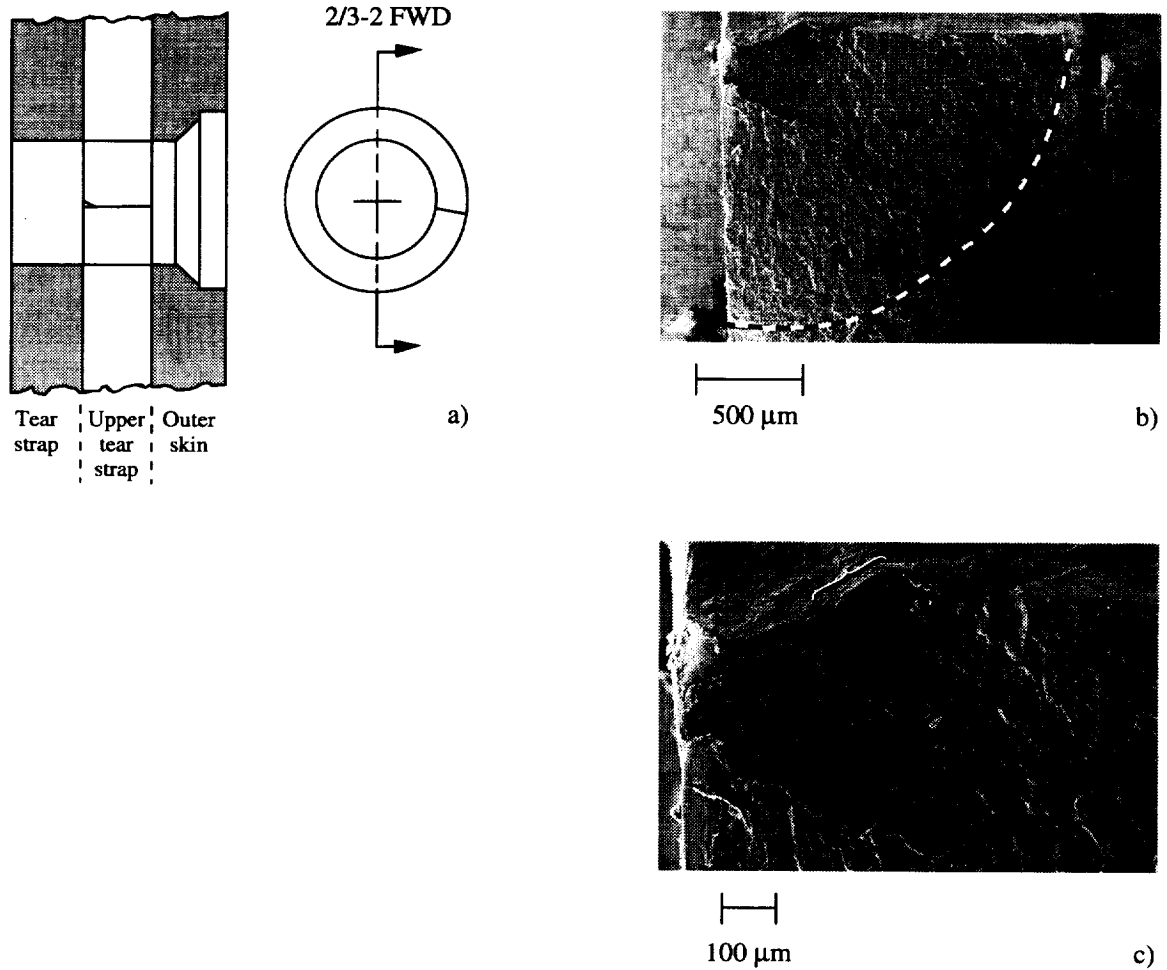 2/3-2 FWD
Tear
strap
Upper
tear
strap
Outer
skin
a)
500 µm
b)
100 µm
c)